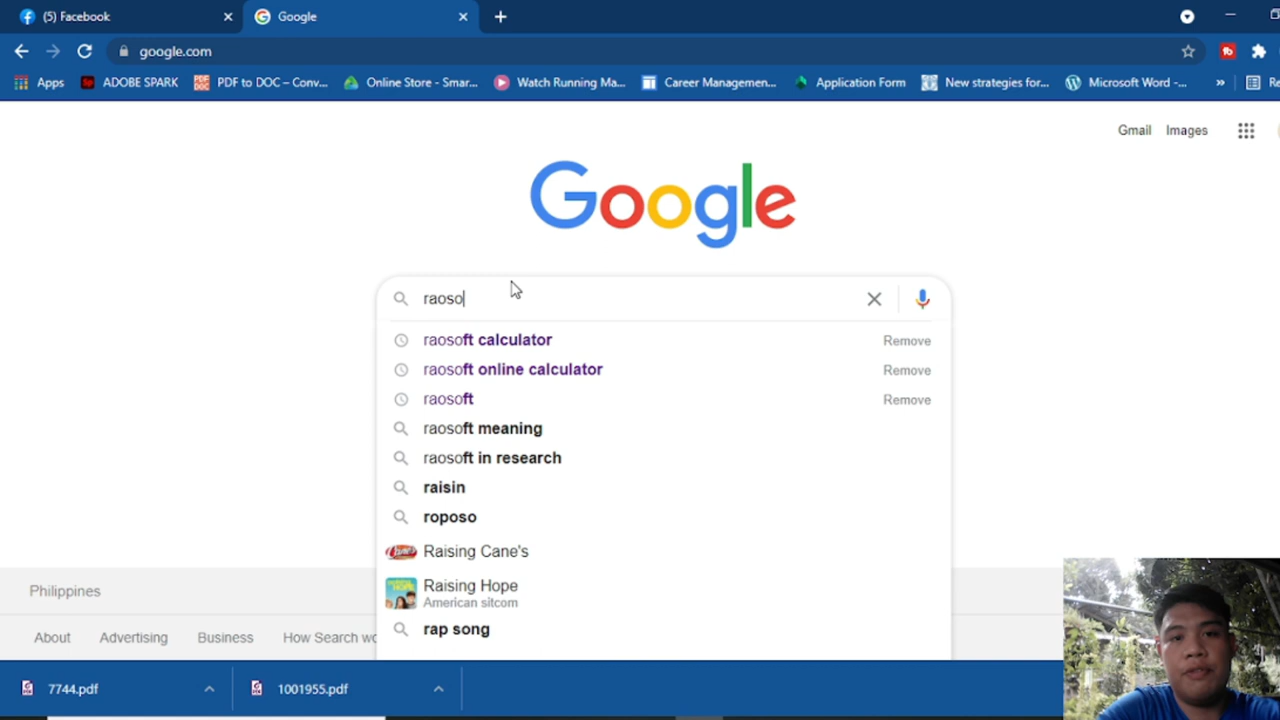 (5) Facebook
Google
google.com
Apps
ADOBE SPARK
PDF to DOC – Conv...
Online Store - Smar...
Watch Running Ma...
Career Managemen...
Application Form
New strategies for...
Microsoft Word -...
»
Gmail
Images
Google
raoso
raosoft calculator
Remove
raosoft online calculator
Remove
raosoft
Remove
raosoft meaning
raosoft in research
raisin
roposo
Raising Cane's
Raising Hope
American sitcom
rap song
Philippines
About
Advertising
Business
How Search wo
7744.pdf
1001955.pdf